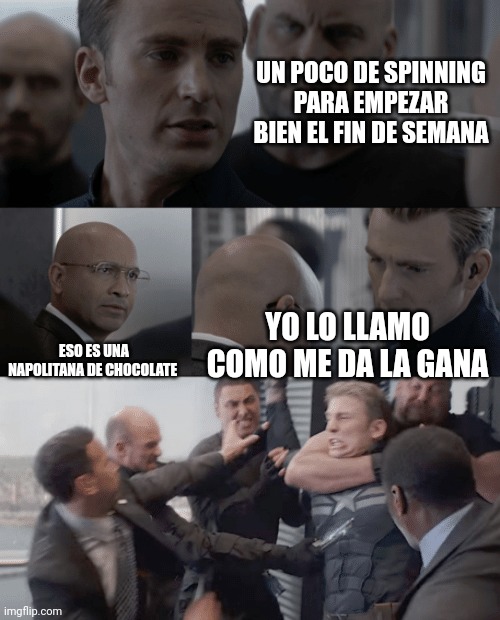 UN POCO DE SPINNING
PARA EMPEZAR
BIEN EL FIN DE SEMANA
ESO ES UNA
NAPOLITANA DE CHOCOLATE
YO LO LLAMO
COMO ME DA LA GANA
imgflip.com